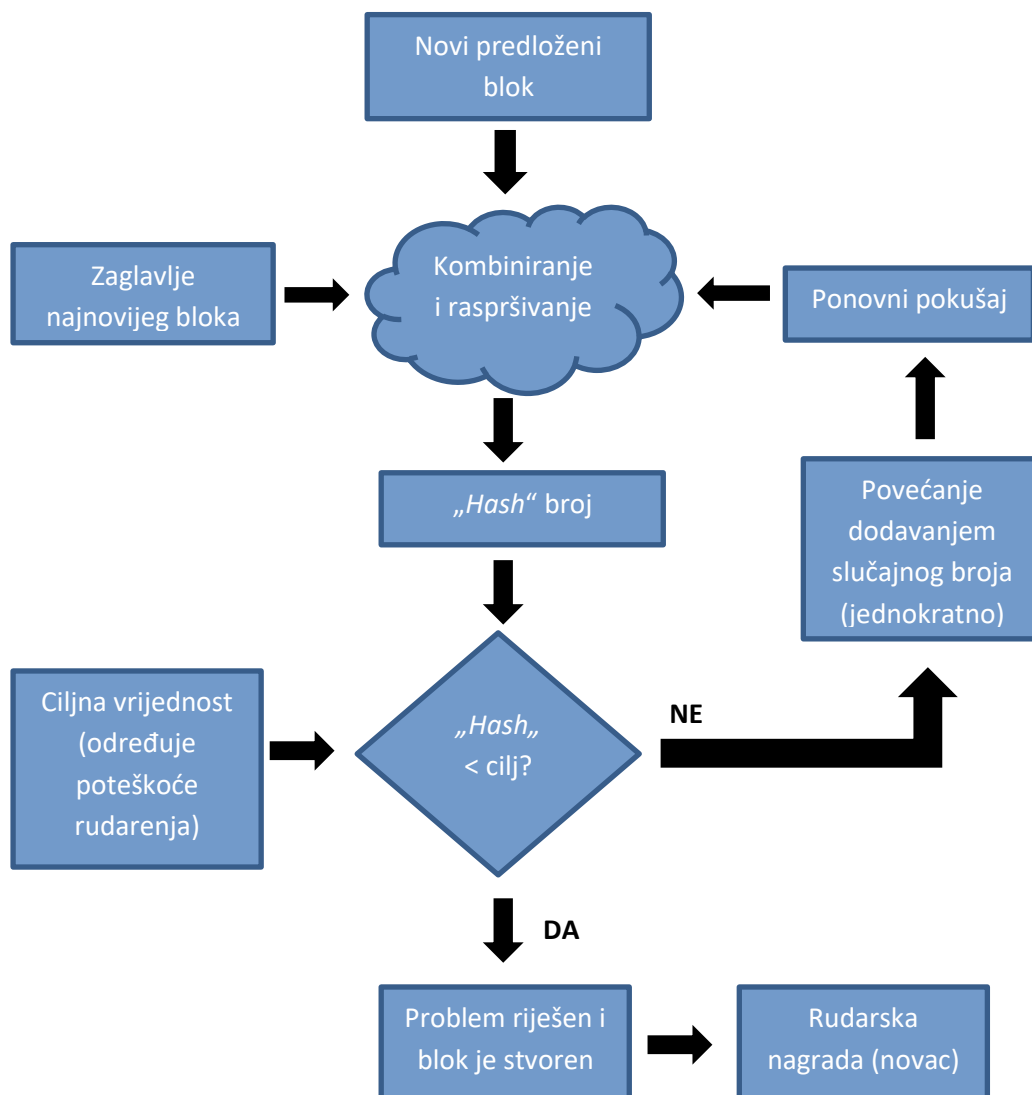 Novi predloženi
blok
Zaglavlje
najnovijeg bloka
Kombiniranje
i raspršivanje
Ponovni pokušaj
„Hash“ broj
Povećanje
dodavanjem
slučajnog broja
(jednokratno)
Ciljna vrijednost
(određuje
poteškoće
rudarenja)
„Hash„
< cilj?
NE
DA
Problem riješen i
blok je stvoren
Rudarska
nagrada (novac)